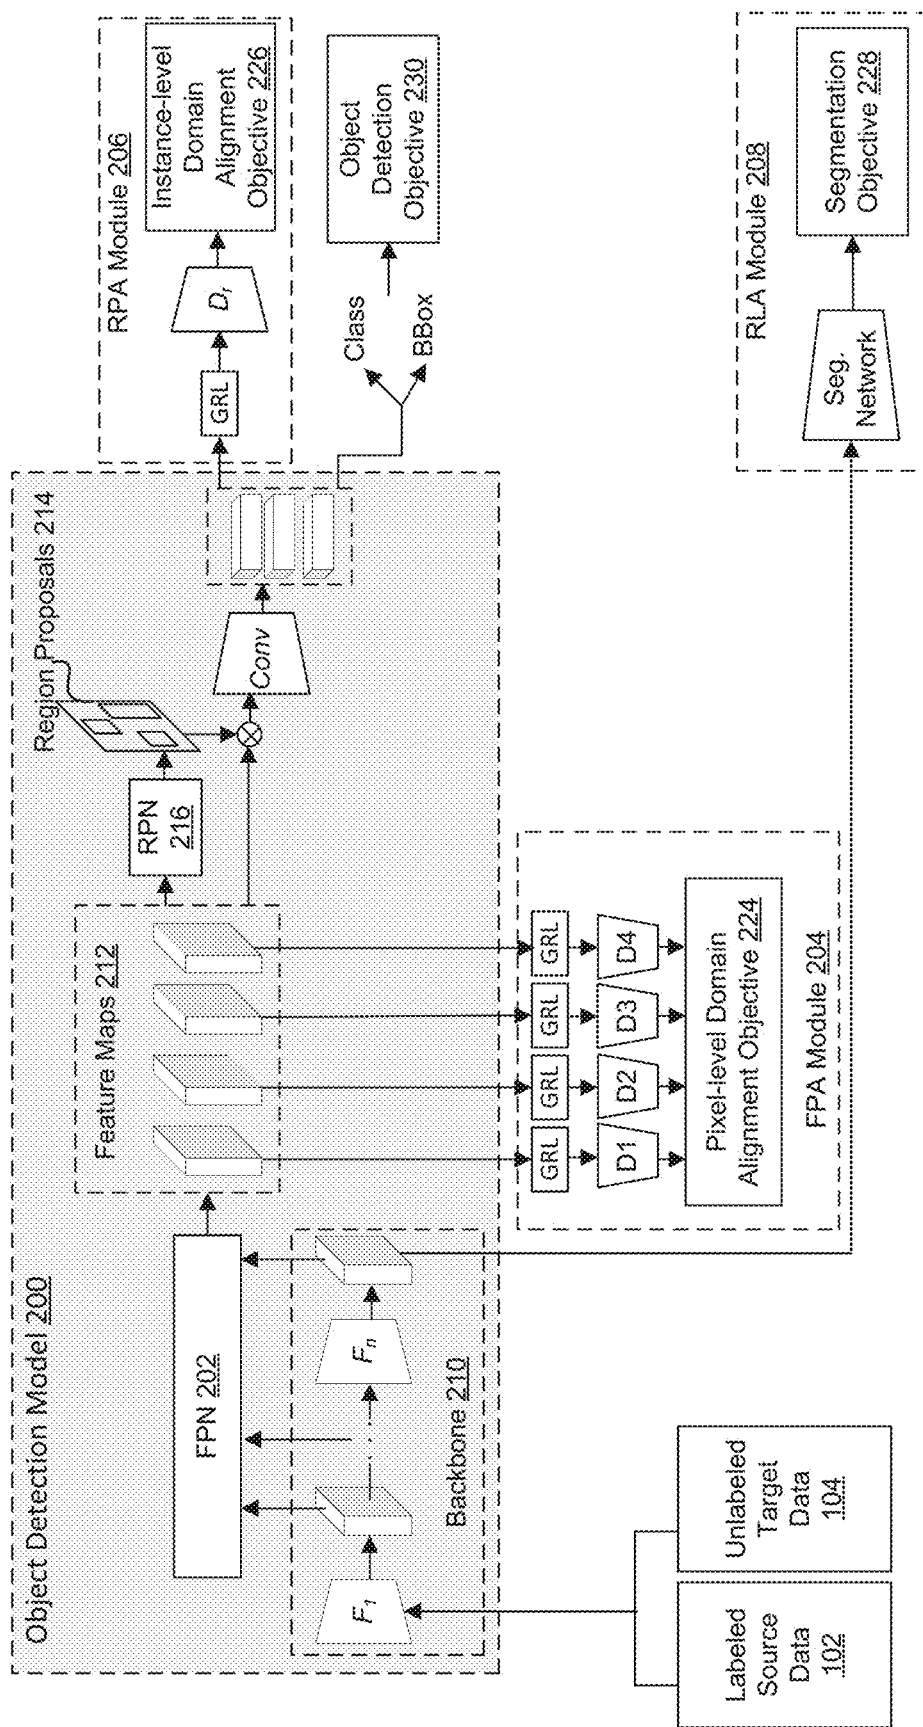 Object Detection Model 200
FPN 202
F1
Fn
Backbone 210
Feature Maps 212
RPN
216
Region Proposals 214
Conv
RPA Module 206
GRL
Dr
Instance-level
Domain
Alignment
Objective 226
Class
BBox
Object
Detection
Objective 230
GRL
GRL
GRL
GRL
D1
D2
D3
D4
Pixel-level Domain
Alignment Objective 224
FPA Module 204
RLA Module 208
Seg.
Network
Segmentation
Objective 228
Labeled
Source
Data
102
Unlabeled
Target
Data
104